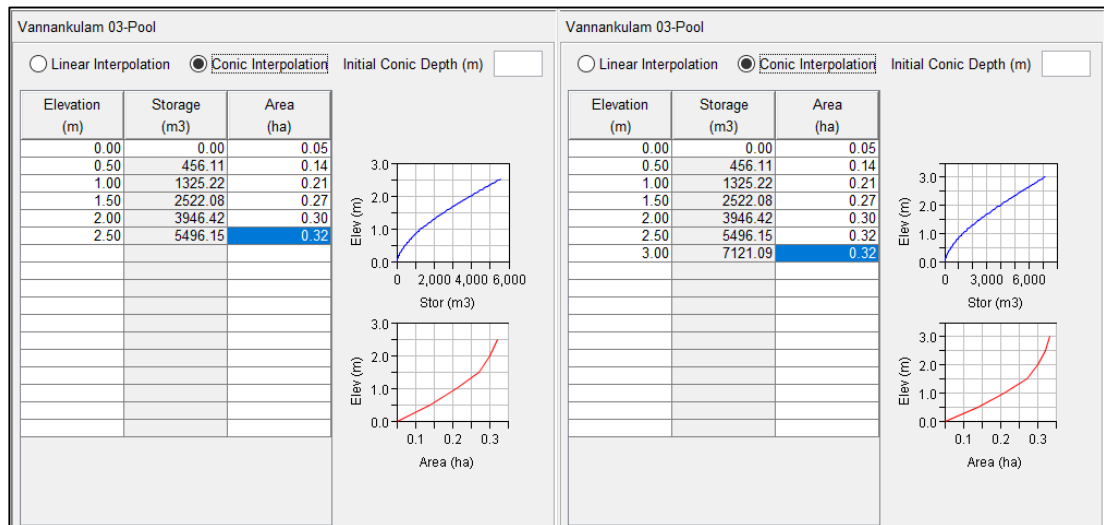 Vannankulam 03-Pool
Linear Interpolation Conic Interpolation Initial Conic Depth (m)
Elevation Storage Area
(m) (m3) (ha)
0.00 0.00 0.05
0.50 456.11 0.14
1.00 1325.22 0.21
1.50 2522.08 0.27
2.00 3946.42 0.30
2.50 5496.15 0.32
3.0
2.0
1.0
0.0
Elev (m)
0 2,000 4,000 6,000
Stor (m3)
3.0
2.0
1.0
0.0
Elev (m)
0.1 0.2 0.3
Area (ha)
Vannankulam 03-Pool
Linear Interpolation Conic Interpolation Initial Conic Depth (m)
Elevation Storage Area
(m) (m3) (ha)
0.00 0.00 0.05
0.50 456.11 0.14
1.00 1325.22 0.21
1.50 2522.08 0.27
2.00 3946.42 0.30
2.50 5496.15 0.32
3.00 7121.09 0.32
3.0
2.0
1.0
0.0
Elev (m)
0 3,000 6,000
Stor (m3)
3.0
2.0
1.0
0.0
Elev (m)
0.1 0.2 0.3
Area (ha)